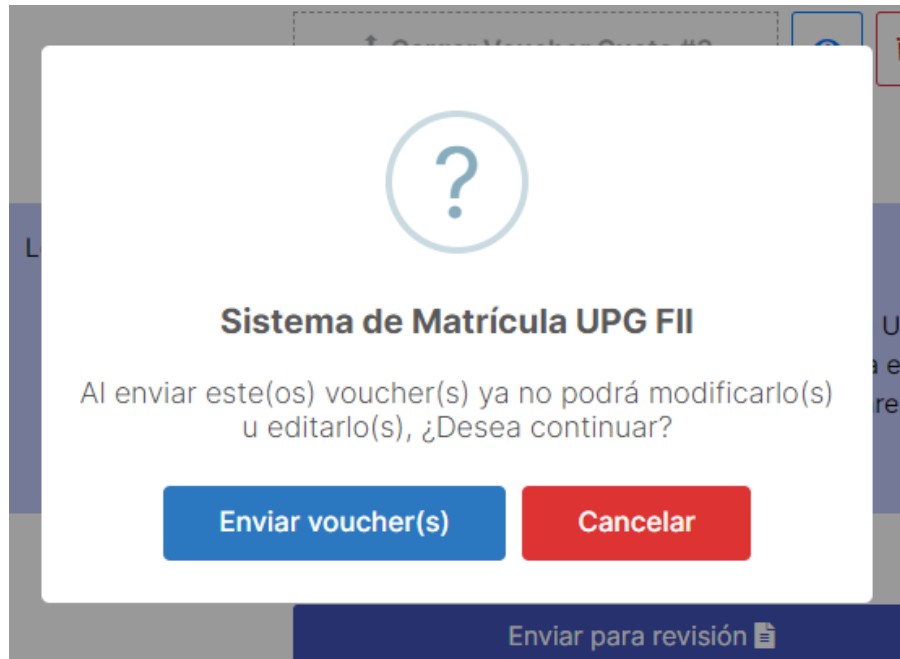 ?
Sistema de Matrícula UPG FII
Al enviar este(os) voucher(s) ya no podrá modificarlo(s)
u editarlo(s), ¿Desea continuar?
Enviar voucher(s)
Cancelar
Enviar para revisión